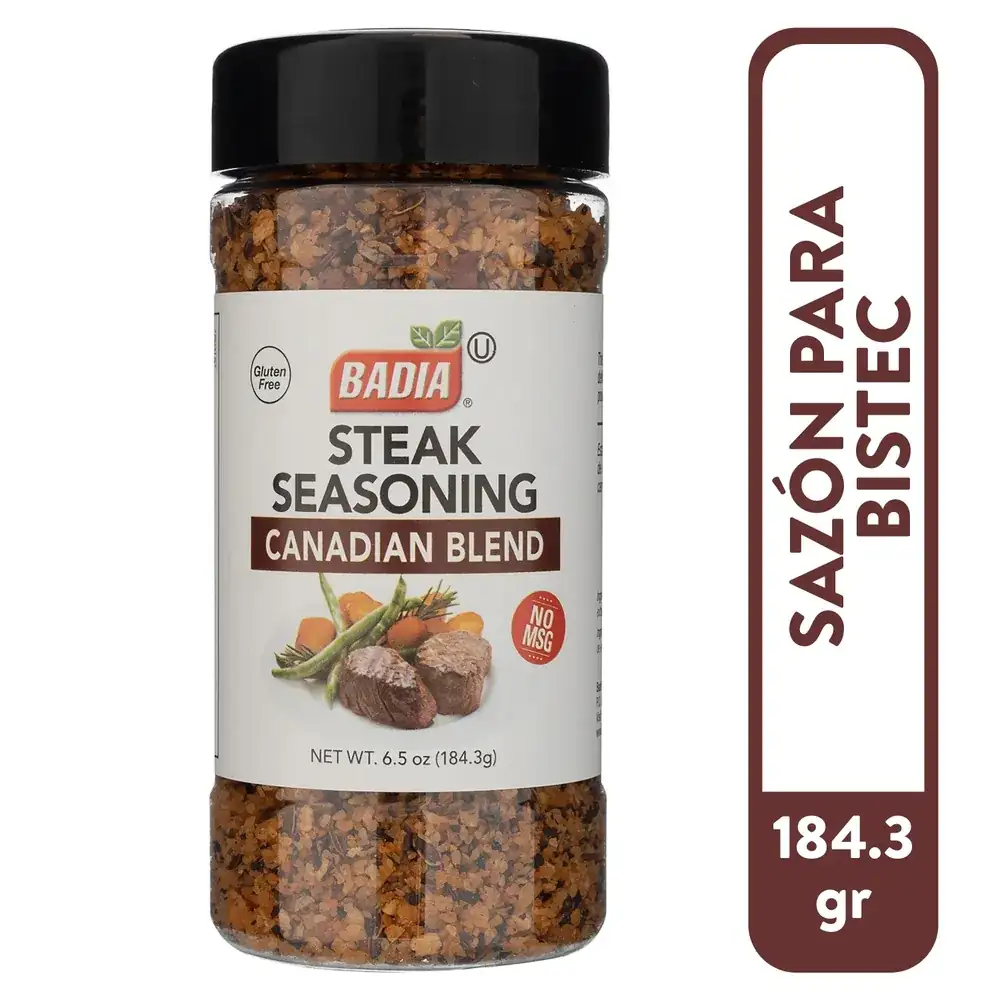 Gluten
Free
BADIA
®
U
STEAK
SEASONING
CANADIAN BLEND
NO
MSG
NET WT. 6.5 oz (184.3g)
SAZÓN PARA
BISTEC
184.3
gr